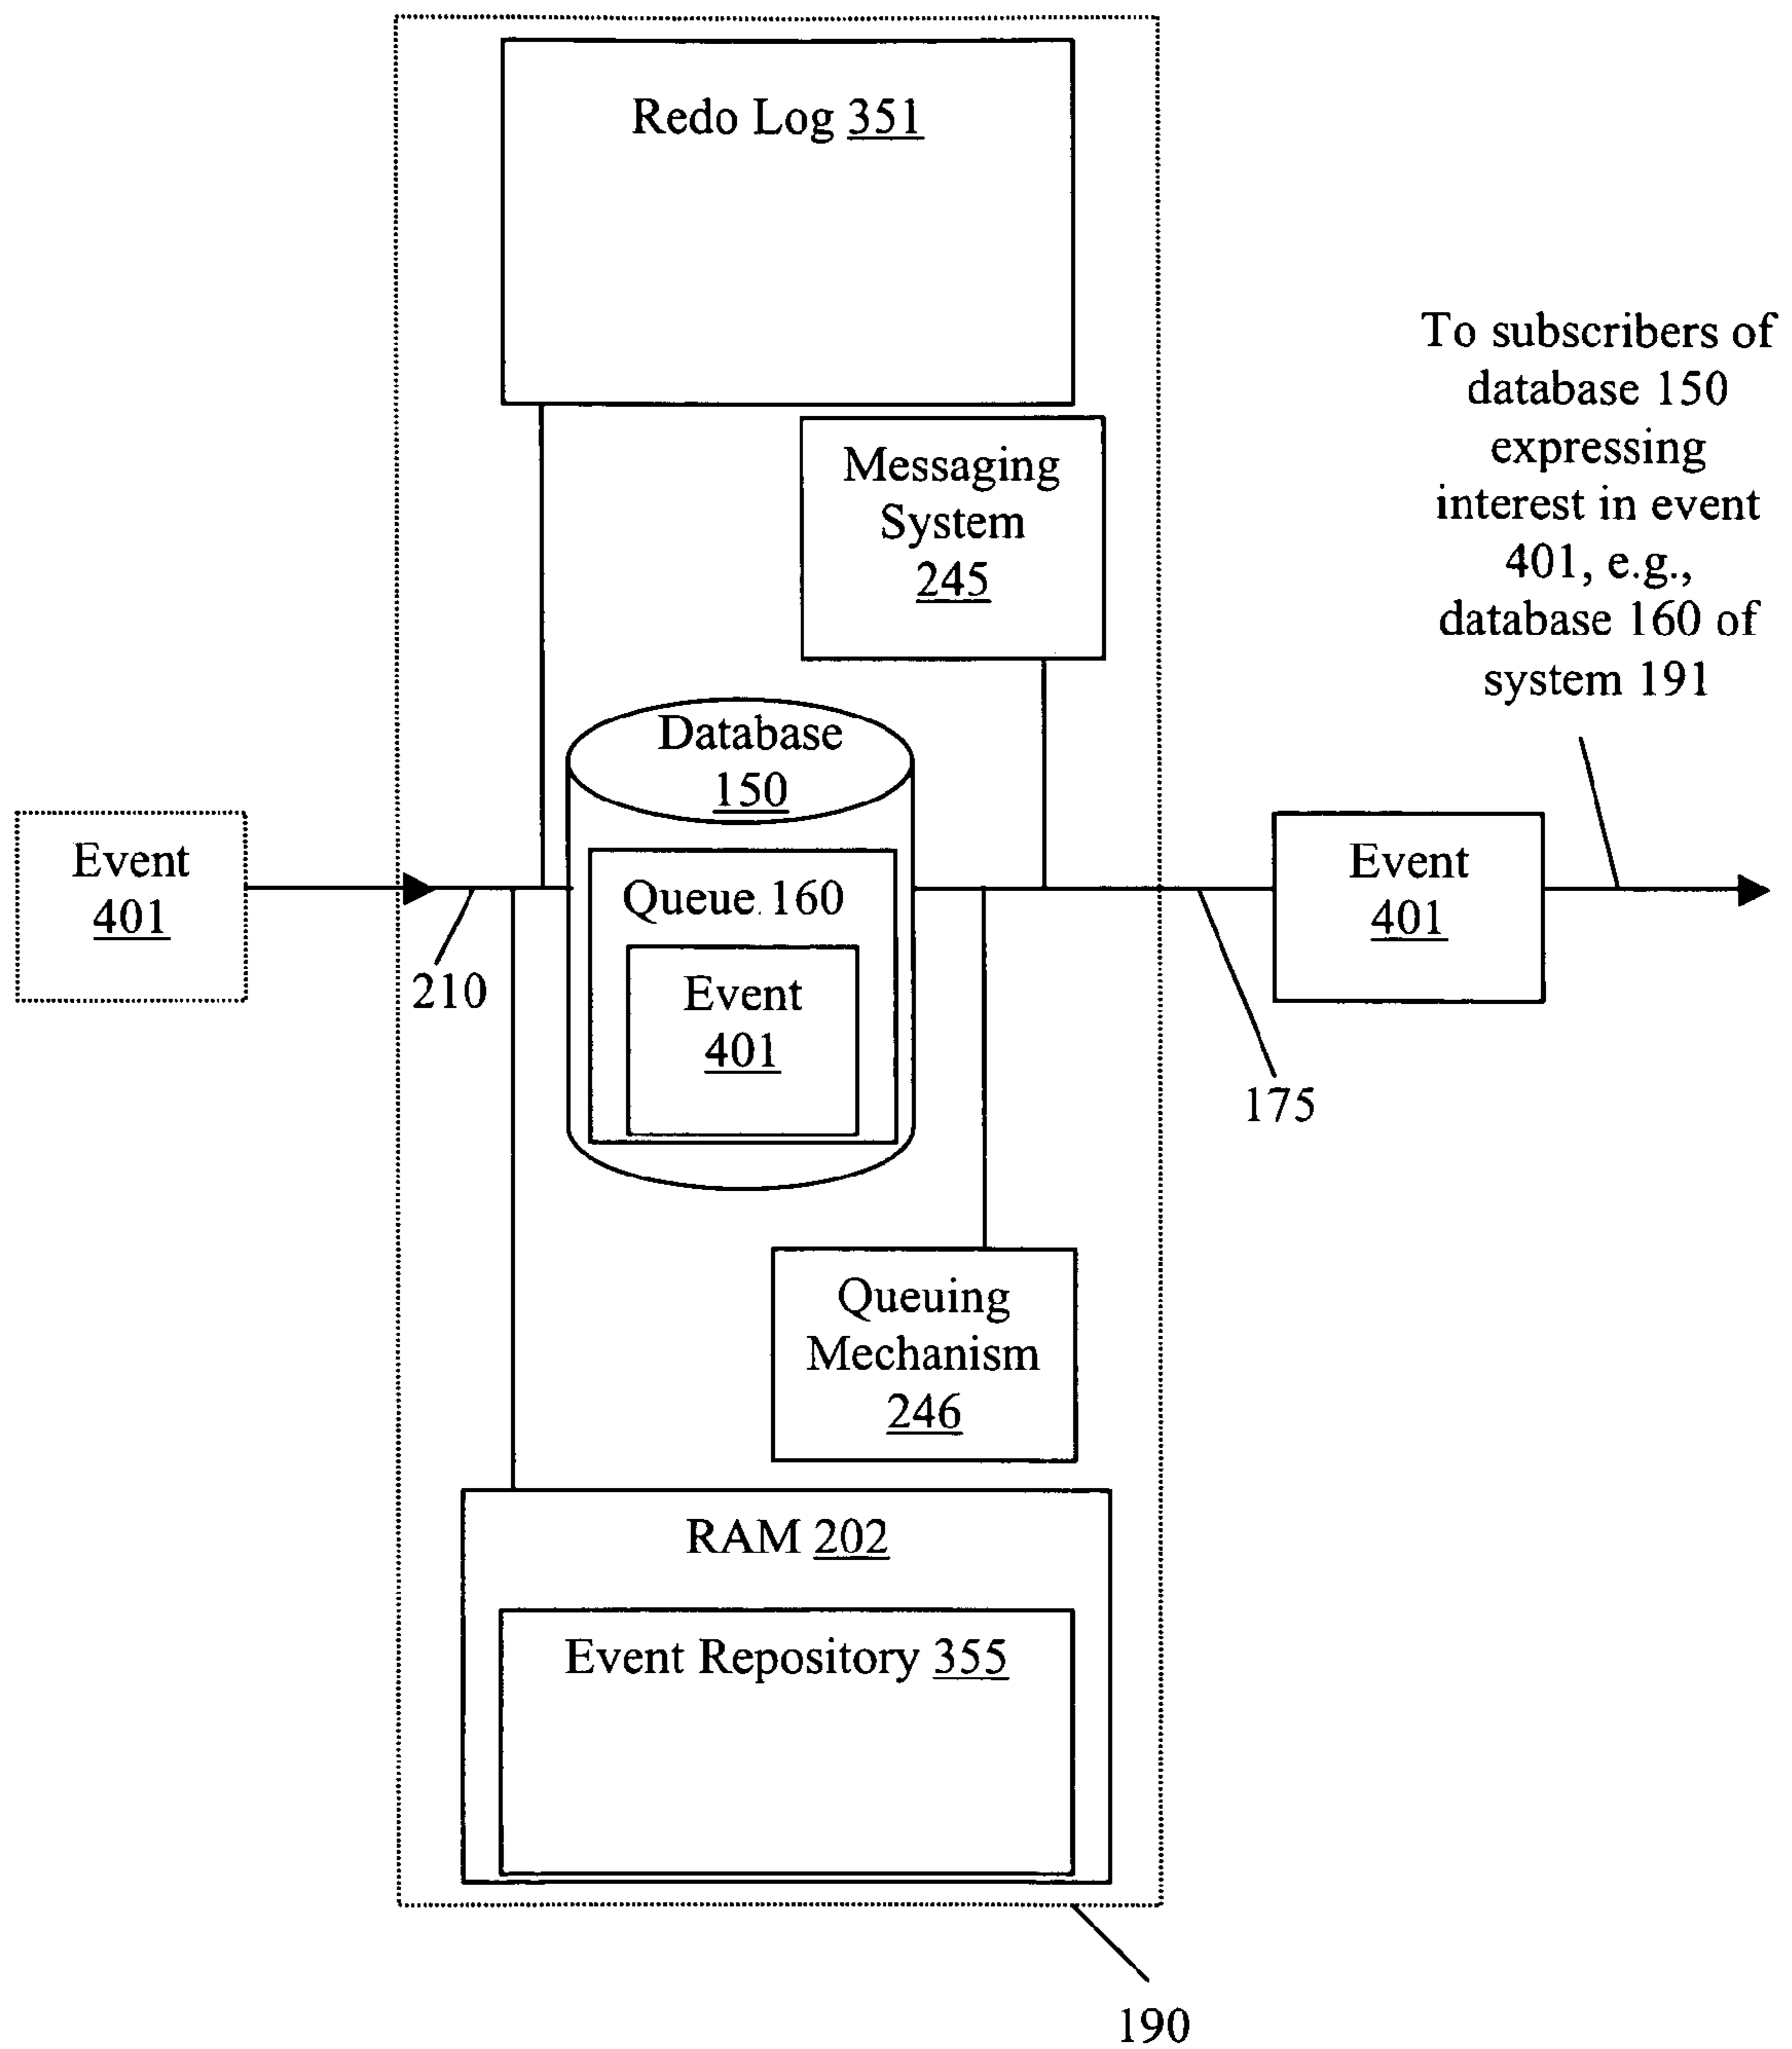 Redo Log 351
Messaging
System
245
To subscribers of
database 150
expressing
interest in event
401, e.g.,
database 160 of
system 191
Database
150
Event
401
Queue 160
Event
401
Event
401
210
175
Queuing
Mechanism
246
RAM 202
Event Repository 355
190